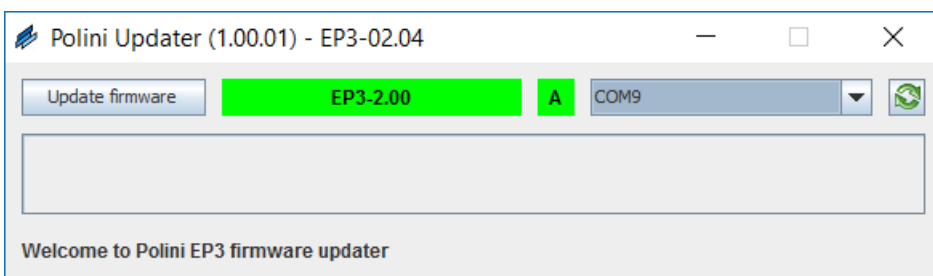 Polini Updater (1.00.01) - EP3-02.04
Update firmware EP3-2.00 A COM9
Welcome to Polini EP3 firmware updater